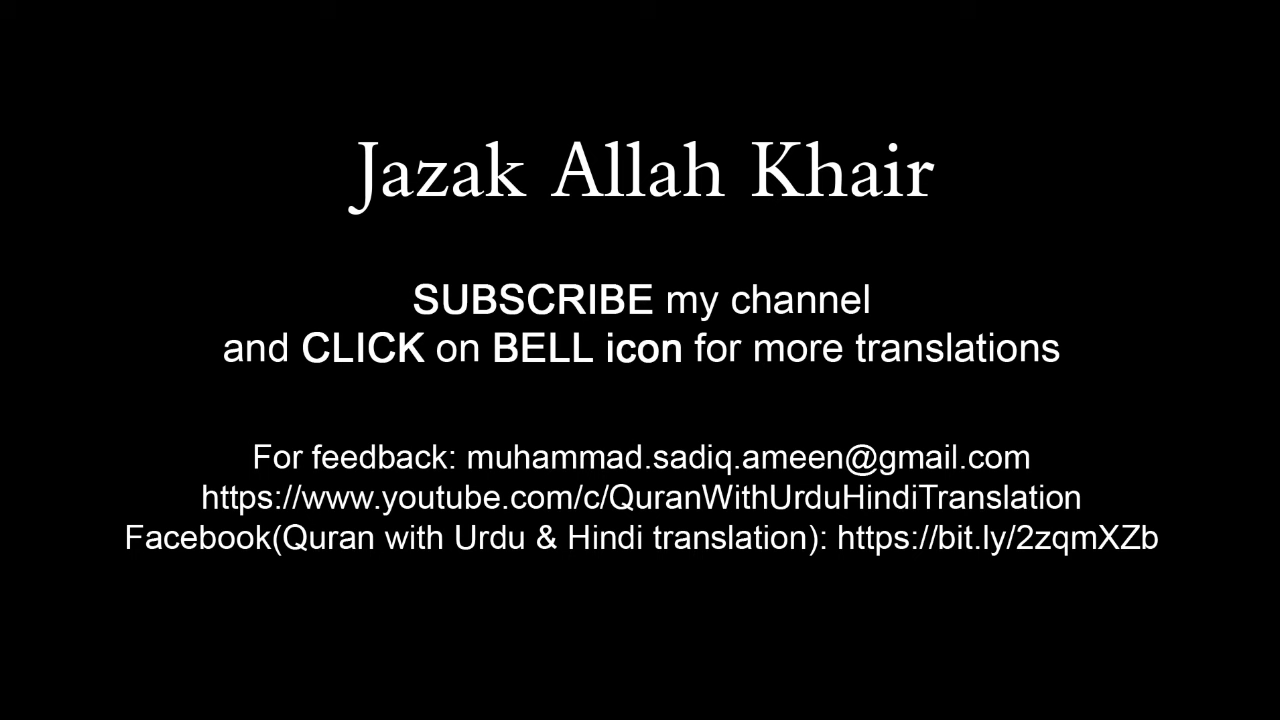 Jazak Allah Khair
SUBSCRIBE my channel
and CLICK on BELL icon for more translations
For feedback: muhammad.sadiq.ameen@gmail.com
https://www.youtube.com/c/QuranWithUrduHindiTranslation
Facebook(Quran with Urdu & Hindi translation): https://bit.ly/2zqmXZb